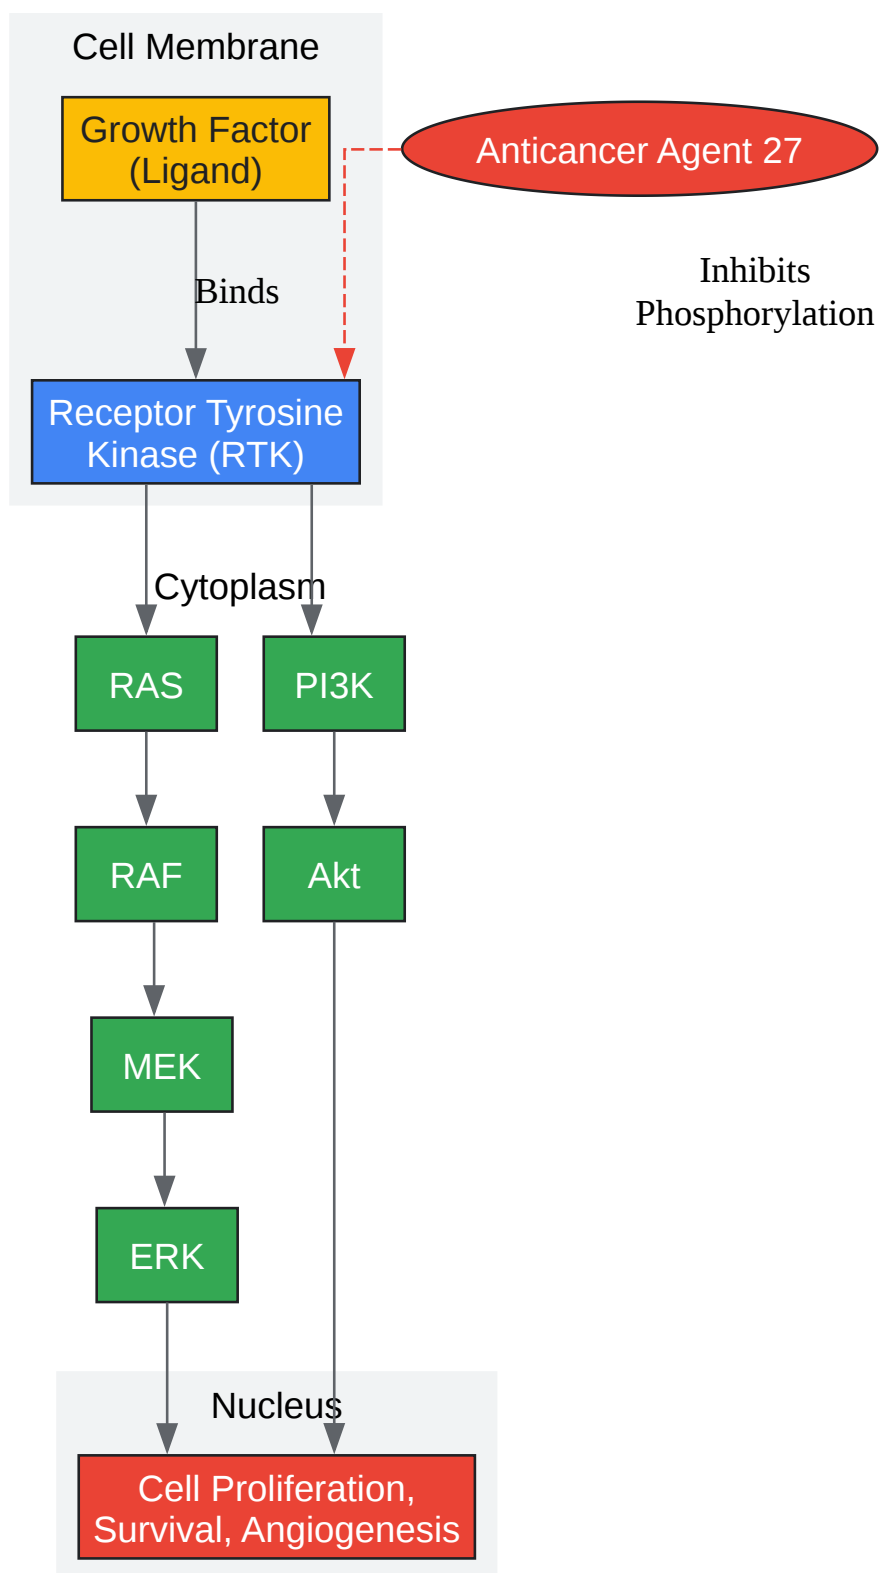 Cell Membrane
Growth Factor
(Ligand)
Anticancer Agent 27
Binds
Inhibits
Phosphorylation
Receptor Tyrosine
Kinase (RTK)
Cytoplasm
RAS
PI3K
RAF
Akt
MEK
ERK
Nucleus
Cell Proliferation,
Survival, Angiogenesis